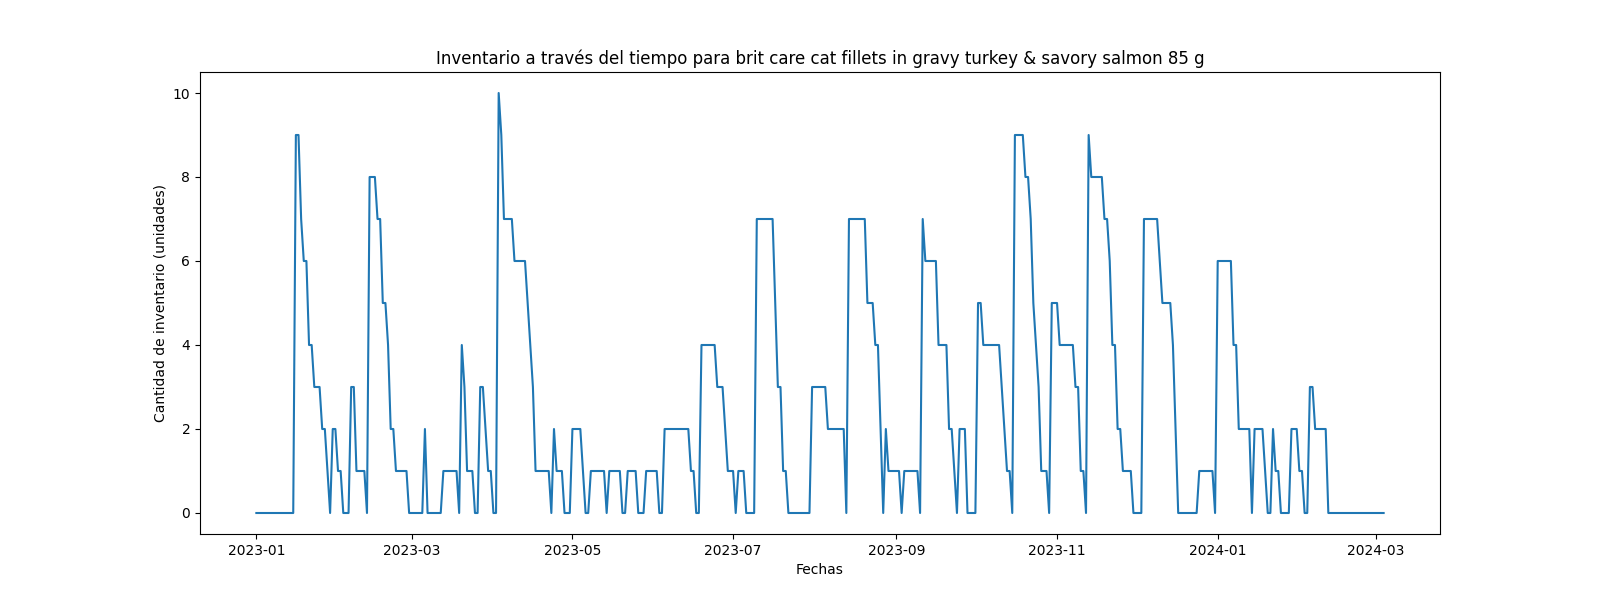 Inventario a través del tiempo para brit care cat fillets in gravy turkey & savory salmon 85 g
Cantidad de inventario (unidades)
10
8
6
4
2
0
2023-01 2023-03 2023-05 2023-07 2023-09 2023-11 2024-01 2024-03
Fechas